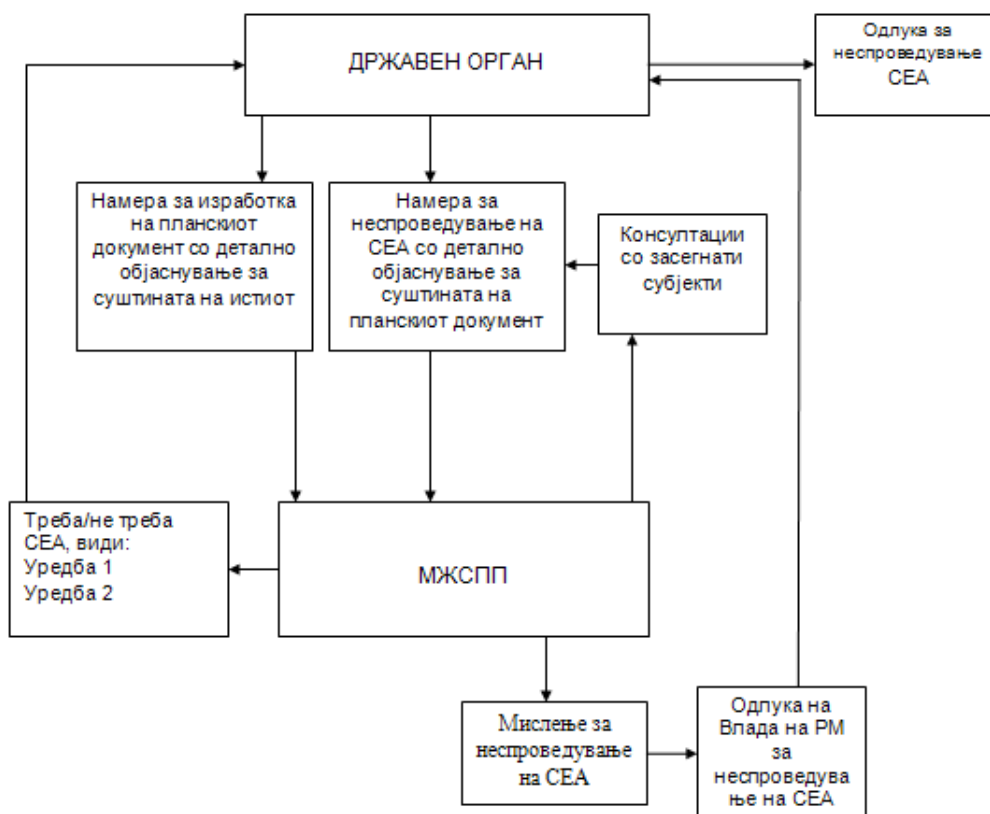 ДРЖАВЕН ОРГАН
Одлука за
неспроведување
СЕА
Намера за изработка
на планскиот
документ со детално
објаснување за
суштината на истиот
Намера за
неспроведување на
СЕА со детално
објаснување за
суштината на
планскиот документ
Консултации
со засегнати
субјекти
Треба/не треба
СЕА, види:
Уредба 1
Уредба 2
МЖСПП
Мислење за
неспроведување
на СЕА
Одлука на
Влада на РМ
за
неспроведува
ње на СЕА